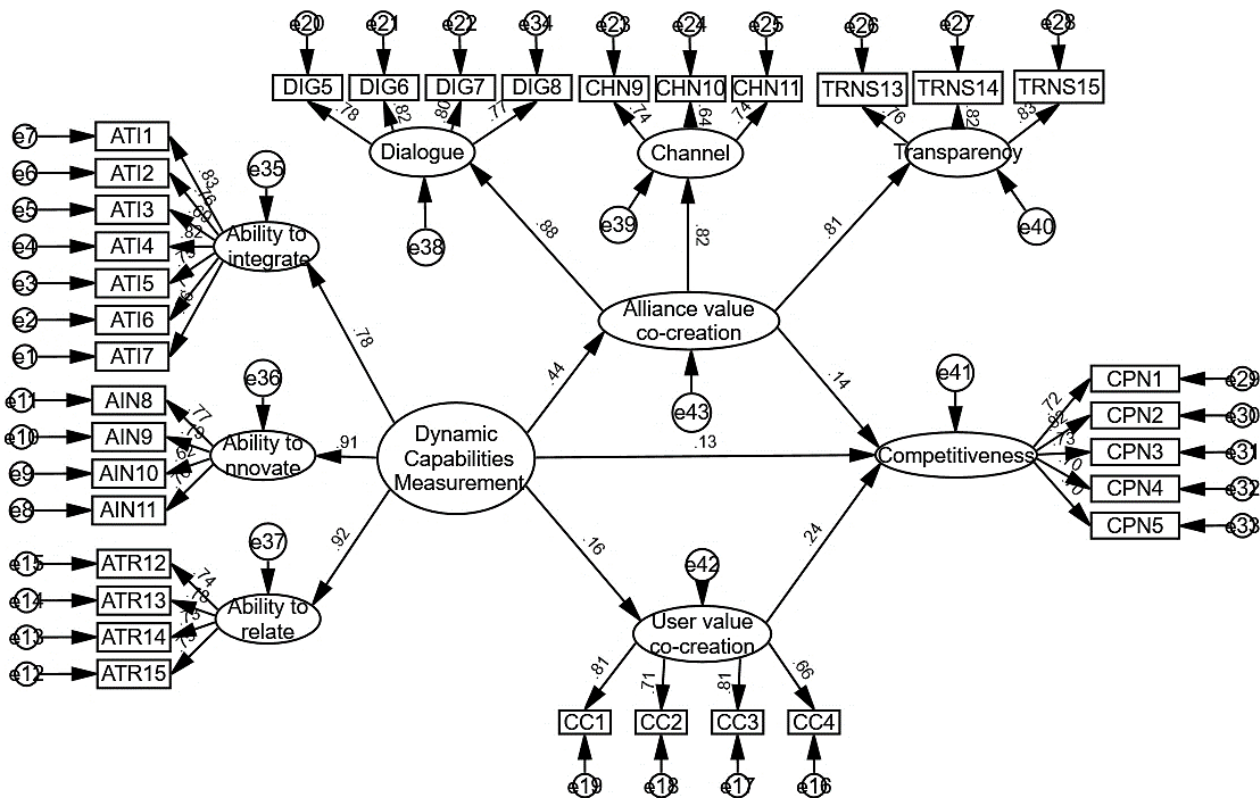 e20
e21
e22
e34
e23
e24
e25
e26
e27
e28
DIG5
DIG6
DIG7
DIG8
CHN9
CHN10
CHN11
TRNS13
TRNS14
TRNS15
.78
.82
.80
.77
.74
.64
.74
.76
.82
.83
Dialogue
Channel
Transparency
e38
e39
e40
.88
.82
.81
e7
ATI1
e6
ATI2
e5
ATI3
e4
ATI4
e3
ATI5
e2
ATI6
e1
ATI7
.83
.76
.69
.82
e35
Ability to
integrate
.78
Alliance value
co-creation
e43
.44
.14
e11
AIN8
e10
AIN9
e9
AIN10
e8
AIN11
.77
.79
.62
e36
Ability to
nnovate
.91
Dynamic
Capabilities
Measurement
.13
e41
Competitiveness
.72
.73
CPN1
e29
CPN2
e30
CPN3
e31
CPN4
e32
CPN5
e33
e15
ATR12
e14
ATR13
e13
ATR14
e12
ATR15
.74
.78
e37
Ability to
relate
.92
.16
.24
e42
User value
co-creation
.81
.71
.81
.66
CC1
CC2
CC3
CC4
e19
e18
e17
e16